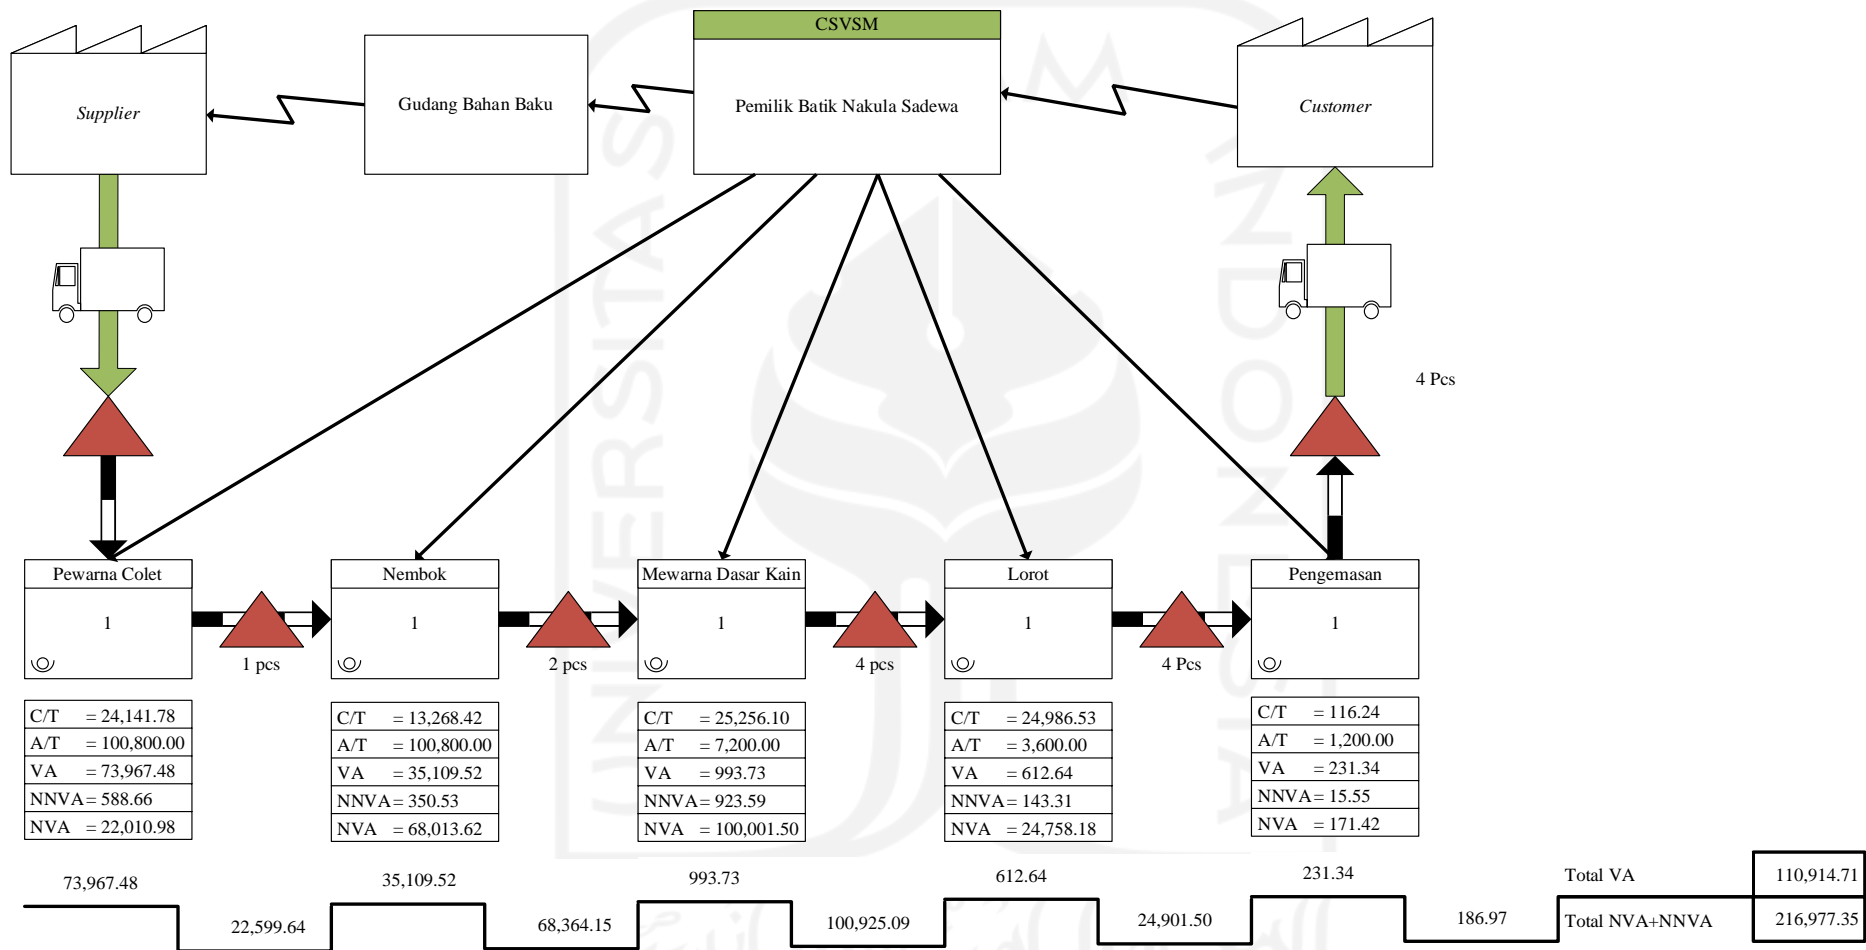 CSVSM
Supplier
Gudang Bahan Baku
Pemilik Batik Nakula Sadewa
Customer
4 Pcs
Pewarna Colet
1
1 pcs
Nembok
1
2 pcs
Mewarna Dasar Kain
1
4 pcs
Lorot
1
4 Pcs
Pengemasan
1
C/T = 24,141.78
A/T = 100,800.00
VA = 73,967.48
NNVA = 588.66
NVA = 22,010.98
C/T = 13,268.42
A/T = 100,800.00
VA = 35,109.52
NNVA = 350.53
NVA = 68,013.62
C/T = 25,256.10
A/T = 7,200.00
VA = 993.73
NNVA = 923.59
NVA = 100,001.50
C/T = 24,986.53
A/T = 3,600.00
VA = 612.64
NNVA = 143.31
NVA = 24,758.18
C/T = 116.24
A/T = 1,200.00
VA = 231.34
NNVA = 15.55
NVA = 171.42
73,967.48
22,599.64
35,109.52
68,364.15
993.73
100,925.09
612.64
24,901.50
231.34
186.97
Total VA 110,914.71
Total NVA+NNVA 216,977.35
UNIVERSITAS
INDONESIA